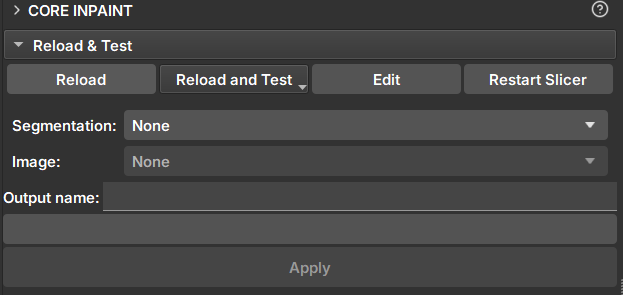 CORE INPAINT
Reload & Test
Reload Reload and Test Edit Restart Slicer
Segmentation: None
Image: None
Output name:
Apply